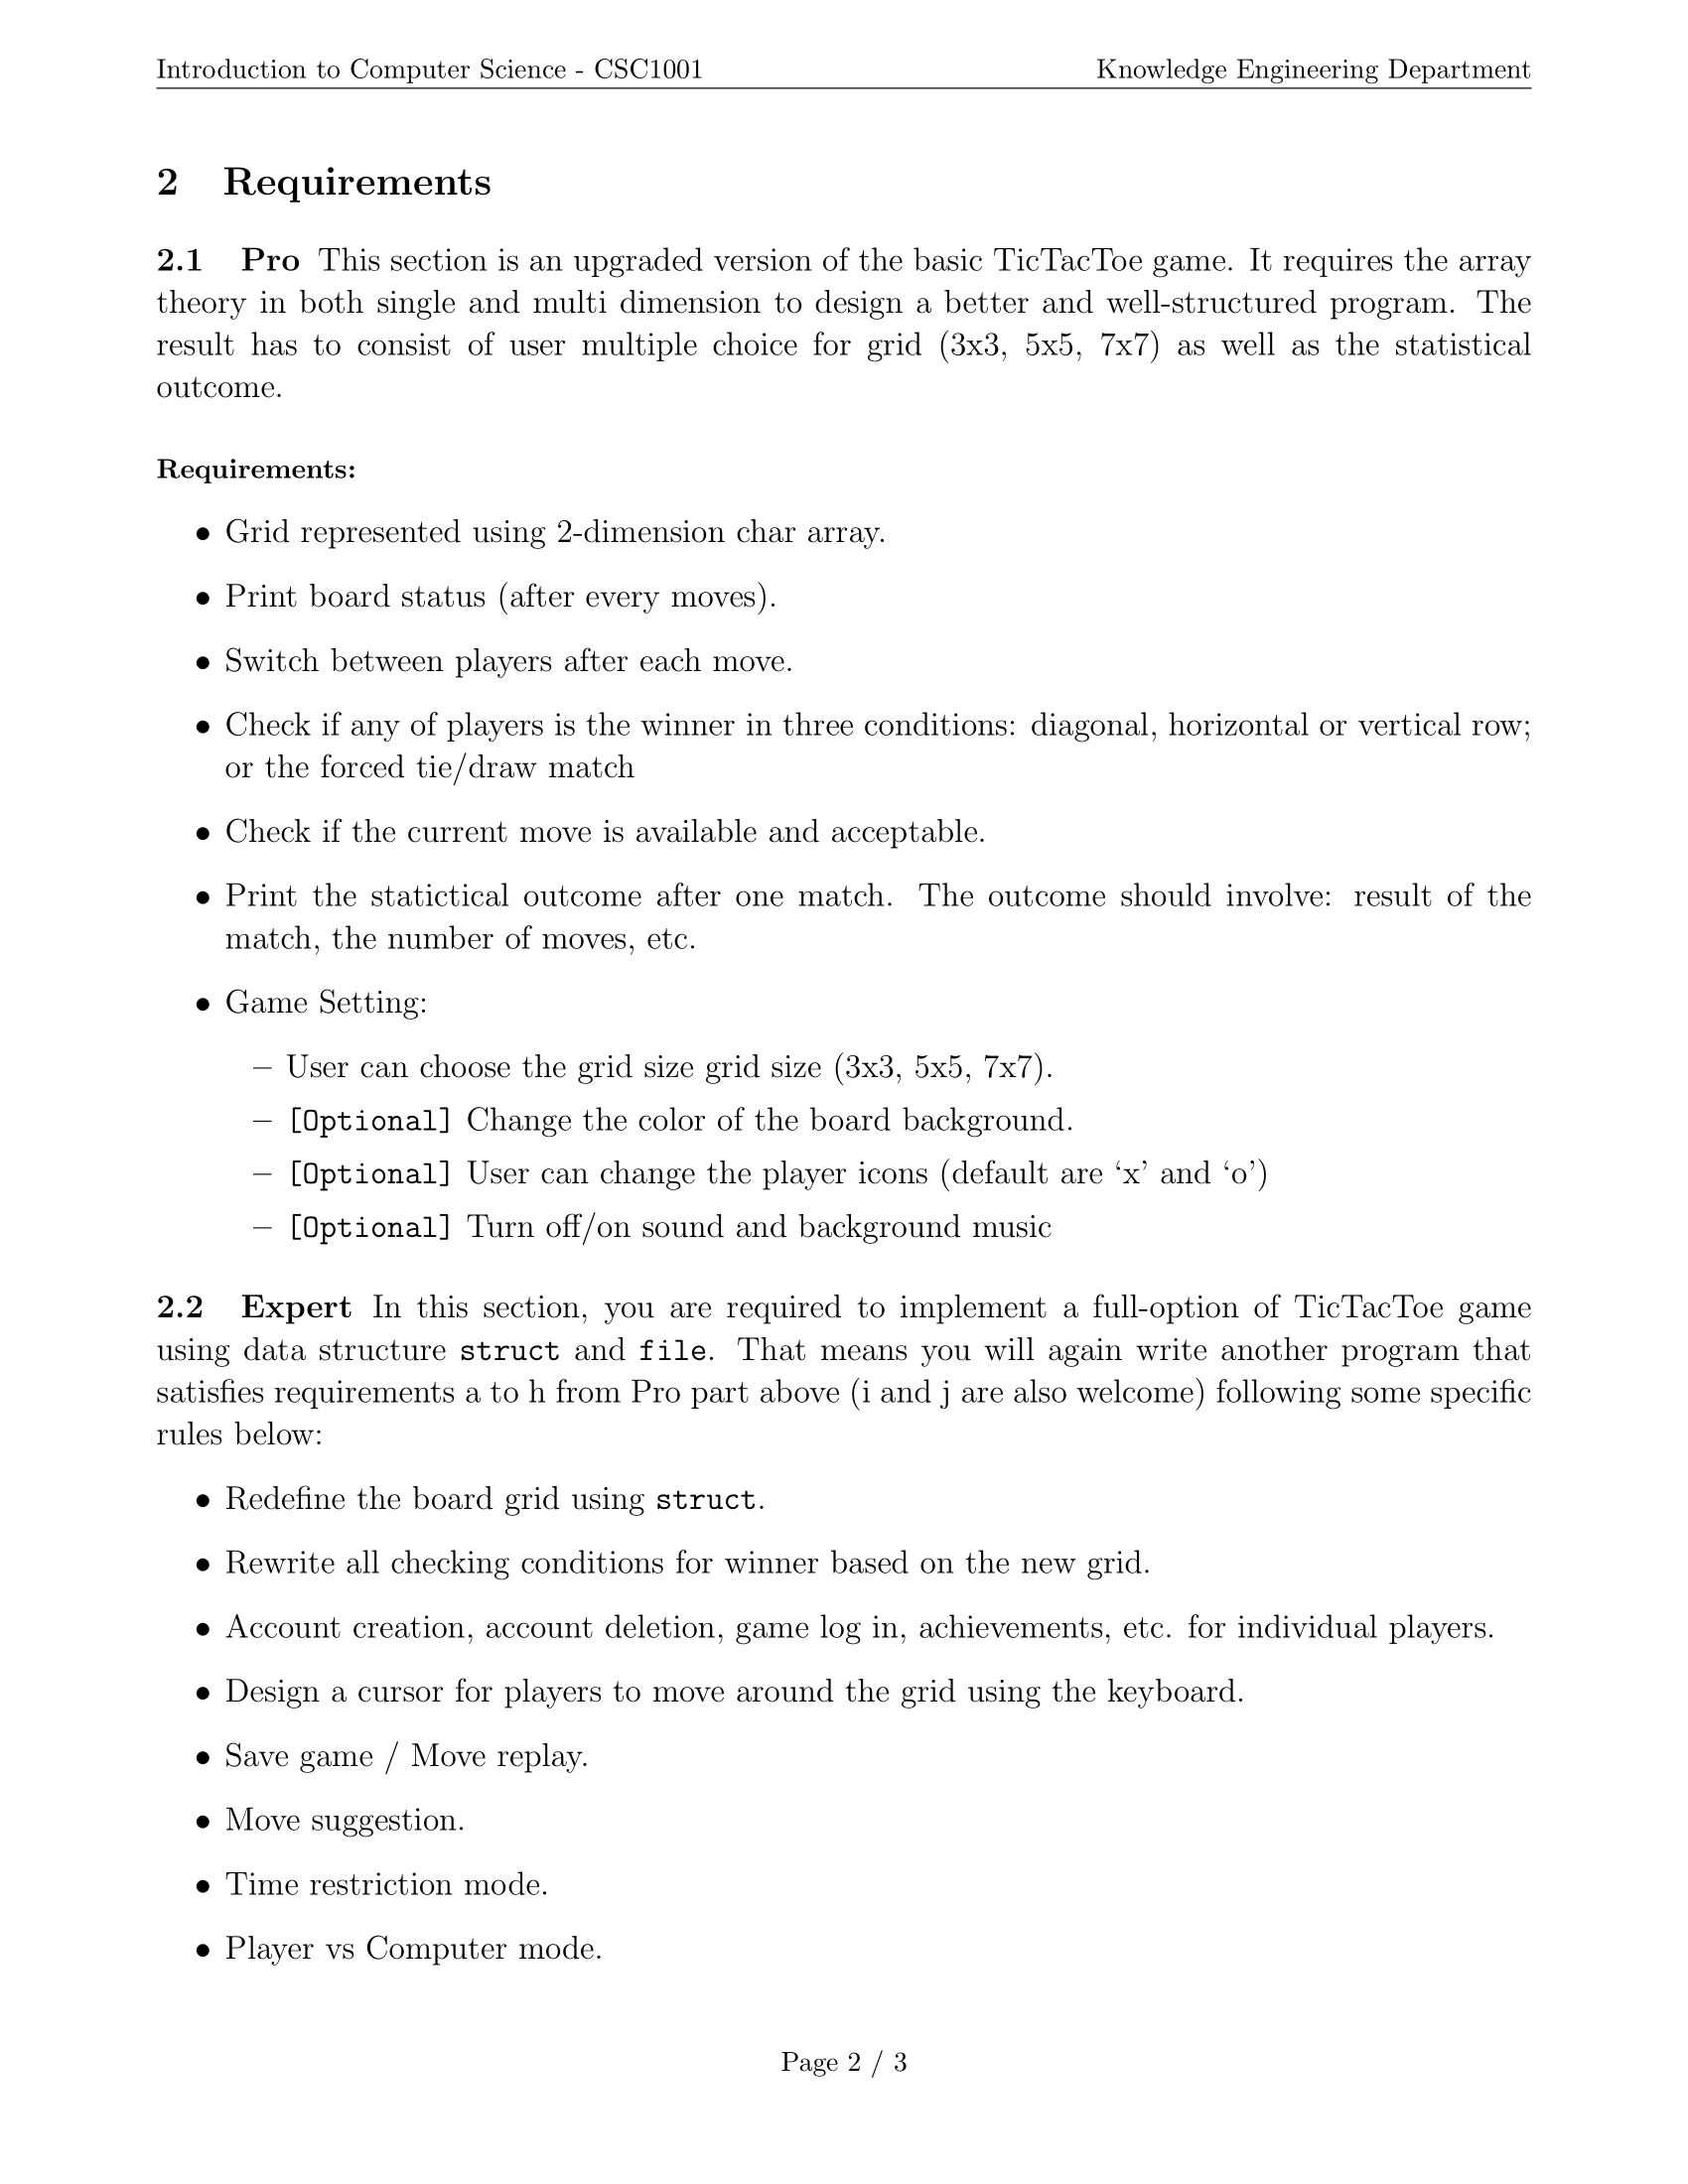 Introduction to Computer Science - CSC1001 Knowledge Engineering Department
2 Requirements
2.1 Pro This section is an upgraded version of the basic TicTacToe game. It requires the array
theory in both single and multi dimension to design a better and well-structured program. The
result has to consist of user multiple choice for grid (3x3, 5x5, 7x7) as well as the statistical
outcome.
Requirements:
• Grid represented using 2-dimension char array.
• Print board status (after every moves).
• Switch between players after each move.
• Check if any of players is the winner in three conditions: diagonal, horizontal or vertical row;
or the forced tie/draw match
• Check if the current move is available and acceptable.
• Print the statictical outcome after one match. The outcome should involve: result of the
match, the number of moves, etc.
• Game Setting:
– User can choose the grid size grid size (3x3, 5x5, 7x7).
– [Optional] Change the color of the board background.
– [Optional] User can change the player icons (default are ‘x’ and ‘o’)
– [Optional] Turn off/on sound and background music
2.2 Expert In this section, you are required to implement a full-option of TicTacToe game
using data structure struct and file. That means you will again write another program that
satisfies requirements a to h from Pro part above (i and j are also welcome) following some specific
rules below:
• Redefine the board grid using struct.
• Rewrite all checking conditions for winner based on the new grid.
• Account creation, account deletion, game log in, achievements, etc. for individual players.
• Design a cursor for players to move around the grid using the keyboard.
• Save game / Move replay.
• Move suggestion.
• Time restriction mode.
• Player vs Computer mode.
Page 2 / 3